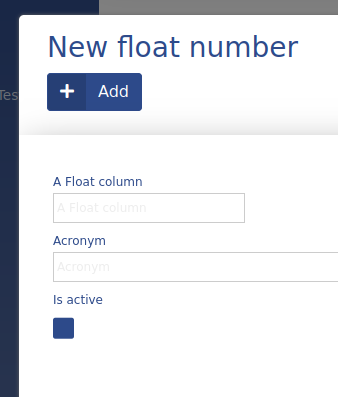 New float number
+ Add
Tes
A Float column
A Float column
Acronym
Acronym
Is active